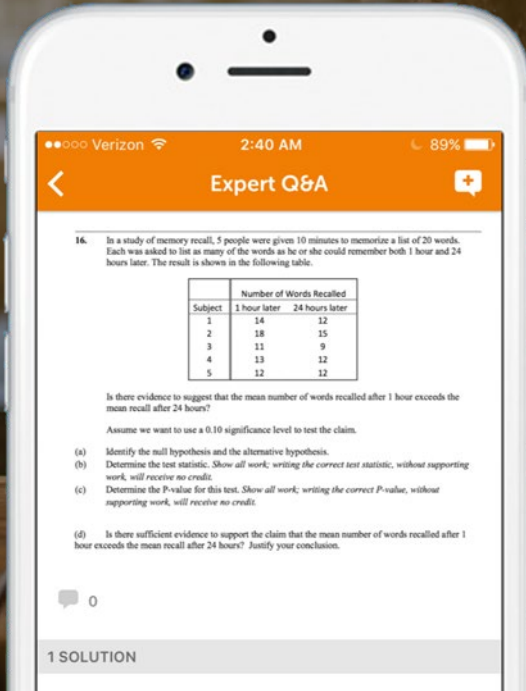 Verizon 2:40 AM 89%
Expert Q&A
16. In a study of memory recall, 5 people were given 10 minutes to memorize a list of 20 words.
Each was asked to list as many of the words as he or she could remember both 1 hour and 24
hours later. The result is shown in the following table.
Number of Words Recalled
Subject 1 hour later 24 hours later
1 14 12
2 18 15
3 11 9
4 13 12
5 12 12
Is there evidence to suggest that the mean number of words recalled after 1 hour exceeds the
mean recall after 24 hours?
Assume we want to use a 0.10 significance level to test the claim.
(a) Identify the null hypothesis and the alternative hypothesis.
(b) Determine the test statistic. Show all work; writing the correct test statistic, without supporting
work, will receive no credit.
(c) Determine the P-value for this test. Show all work; writing the correct P-value, without
supporting work, will receive no credit.
(d) Is there sufficient evidence to support the claim that the mean number of words recalled after 1
hour exceeds the mean recall after 24 hours? Justify your conclusion.
0
1 SOLUTION